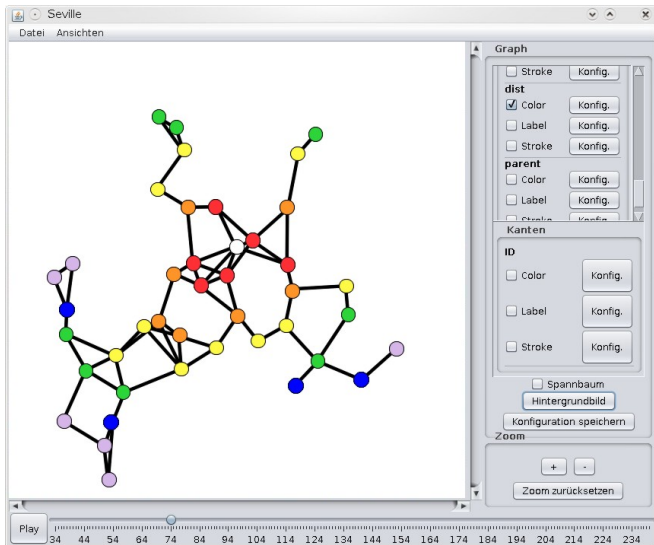 Seville
Datei Ansichten
Graph
Stroke Konfig.
dist
Color Konfig.
Label Konfig.
Stroke Konfig.
parent
Color Konfig.
Label Konfig.
Stroke Konfig.
Kanten
ID
Color Konfig.
Label Konfig.
Stroke Konfig.
Spannbaum
Hintergrundbild
Konfiguration speichern
Zoom
+ -
Zoom zurücksetzen
Play
34 44 54 64 74 84 94 104 114 124 134 144 154 164 174 184 194 204 214 224 234